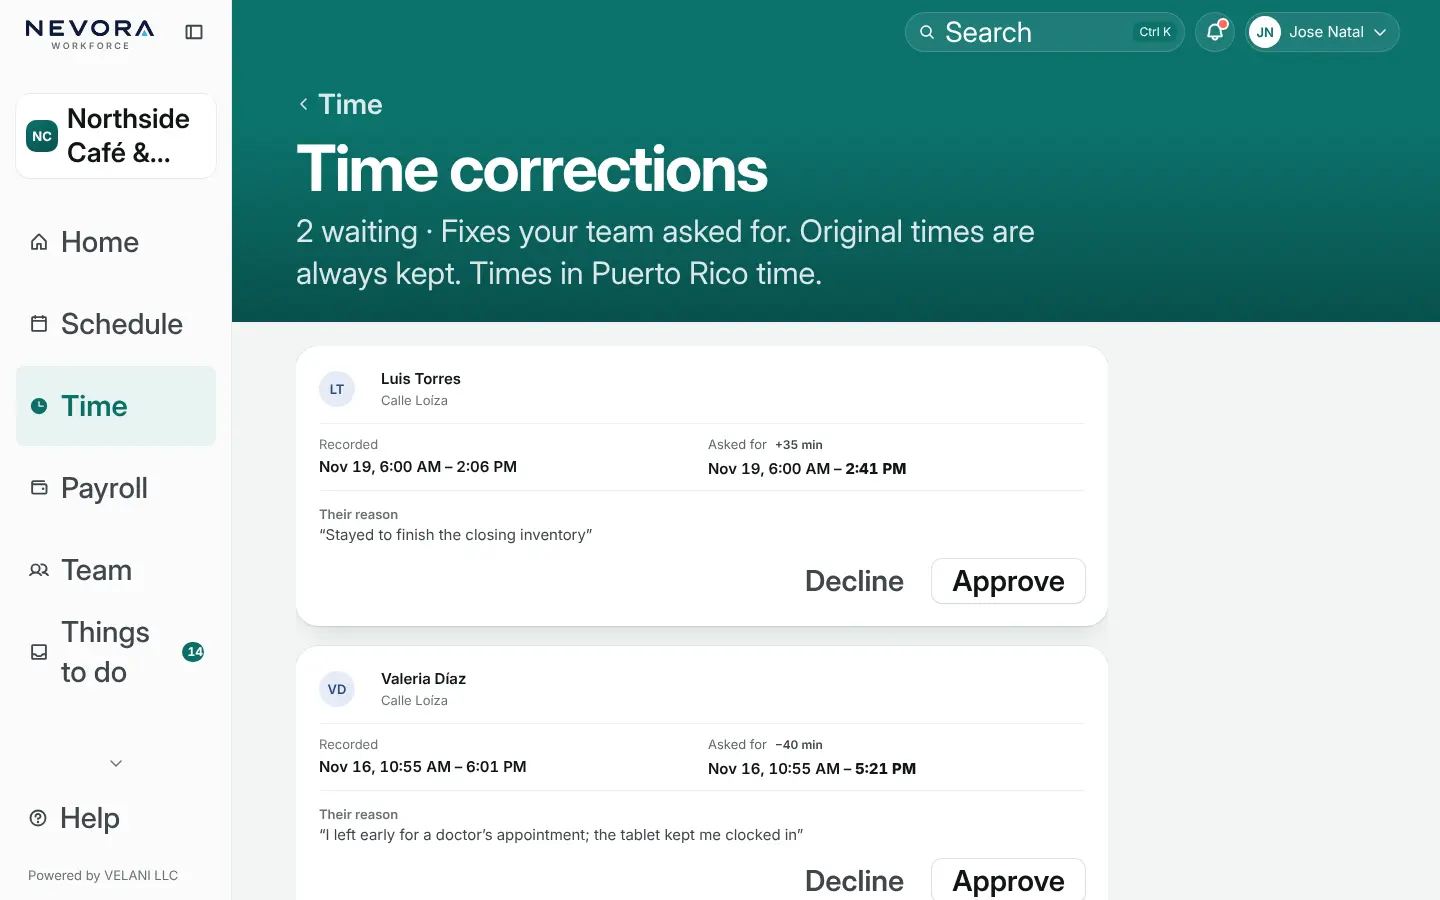 NEVORA
WORKFORCE
Search
Ctrl K
JN
Jose Natal
NC
Northside
Café &...
Home
Schedule
Time
Payroll
Team
Things
to do
14
Help
Powered by VELANI LLC
Time
Time corrections
2 waiting · Fixes your team asked for. Original times are
always kept. Times in Puerto Rico time.
LT
Luis Torres
Calle Loíza
Recorded
Nov 19, 6:00 AM – 2:06 PM
Asked for +35 min
Nov 19, 6:00 AM – 2:41 PM
Their reason
“Stayed to finish the closing inventory”
Decline
Approve
VD
Valeria Díaz
Calle Loíza
Recorded
Nov 16, 10:55 AM – 6:01 PM
Asked for −40 min
Nov 16, 10:55 AM – 5:21 PM
Their reason
“I left early for a doctor’s appointment; the tablet kept me clocked in”
Decline
Approve